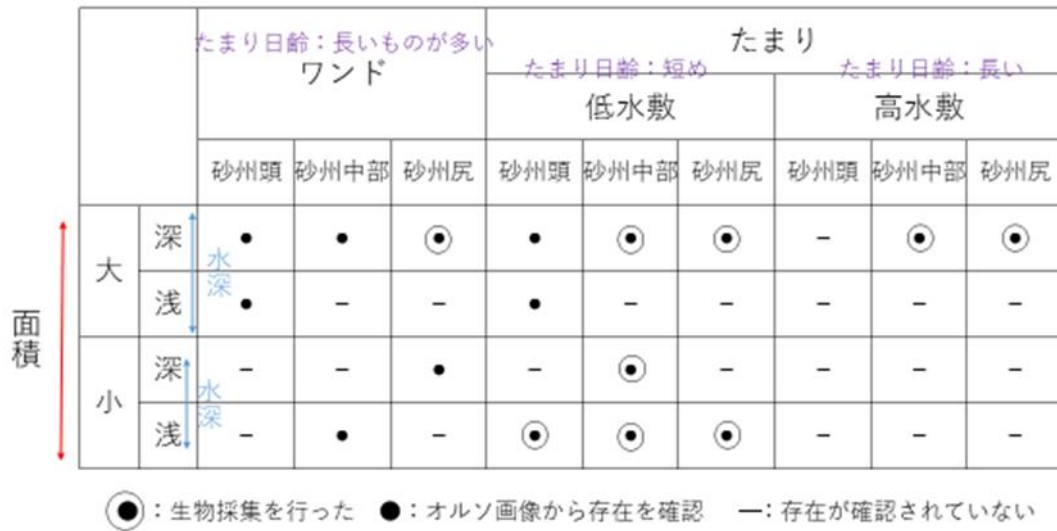 たまり日齢：長いものが多い
ワンド
たまり
たまり日齢：短め
たまり日齢：長い
低水敷
高水敷
砂州頭 砂州中部 砂州尻 砂州頭 砂州中部 砂州尻 砂州頭 砂州中部 砂州尻
面積
大
深 ● ● ◉ ● ◉ ◉ − ◉ ◉
水深
浅 ● − − ● − − − − −
小
深 − − ● − ◉ − − − −
水深
浅 − ● − ◉ ◉ ◉ − − −
◉：生物採集を行った ●：オルソ画像から存在を確認 −：存在が確認されていない